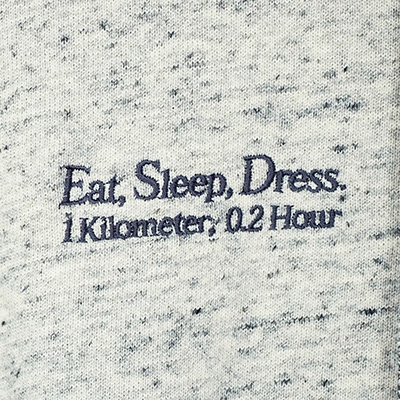 Eat, Sleep, Dress.
1 Kilometer, 0.2 Hour